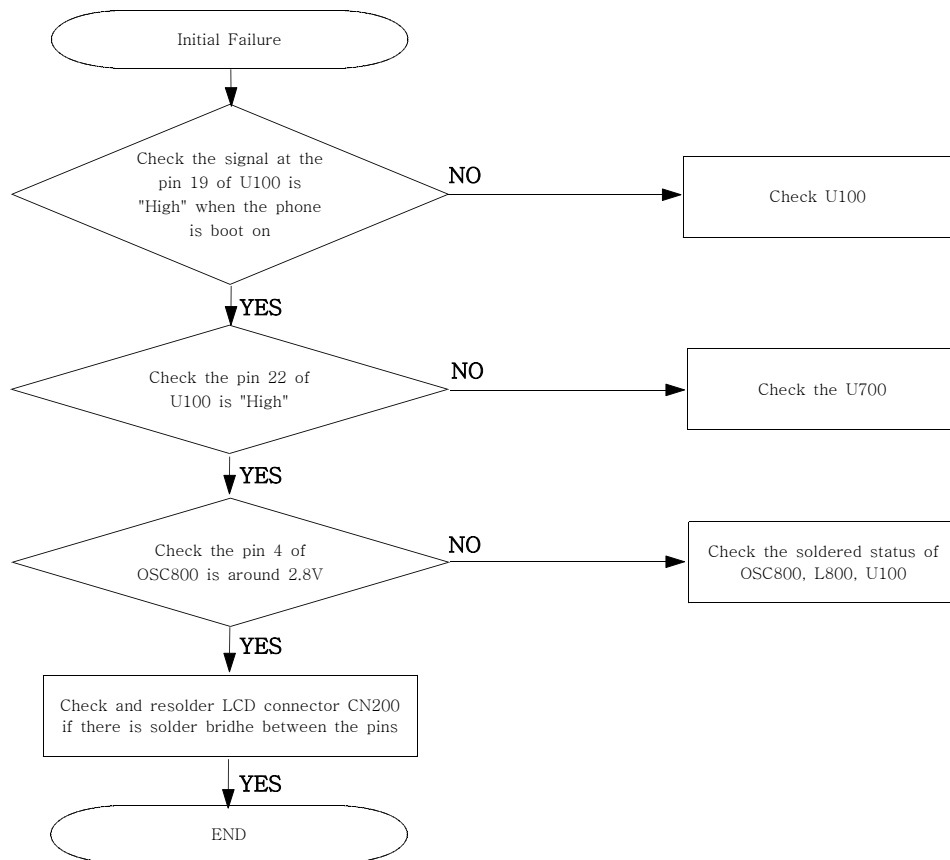 Initial Failure
Check the signal at the
pin 19 of U100 is
"High" when the phone
is boot on
NO
Check U100
YES
Check the pin 22 of
U100 is "High"
NO
Check the U700
YES
Check the pin 4 of
OSC800 is around 2.8V
NO
Check the soldered status of
OSC800, L800, U100
YES
Check and resolder LCD connector CN200
if there is solder bridhe between the pins
YES
END